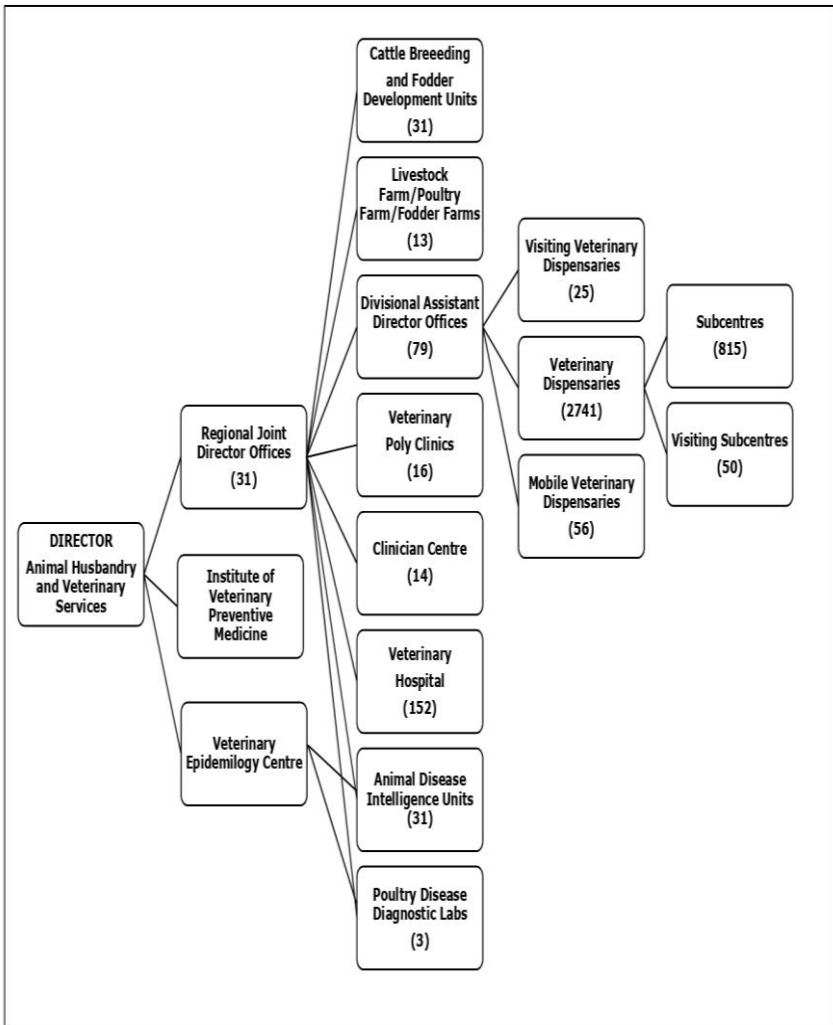 DIRECTOR
Animal Husbandry
and Veterinary
Services
Regional Joint
Director Offices
(31)
Institute of
Veterinary
Preventive
Medicine
Veterinary
Epidemilogy Centre
Cattle Breeeding
and Fodder
Development Units
(31)
Livestock
Farm/Poultry
Farm/Fodder Farms
(13)
Divisional Assistant
Director Offices
(79)
Veterinary
Poly Clinics
(16)
Clinician Centre
(14)
Veterinary
Hospital
(152)
Animal Disease
Intelligence Units
(31)
Poultry Disease
Diagnostic Labs
(3)
Visiting Veterinary
Dispensaries
(25)
Veterinary
Dispensaries
(2741)
Mobile Veterinary
Dispensaries
(56)
Subcentres
(815)
Visiting Subcentres
(50)